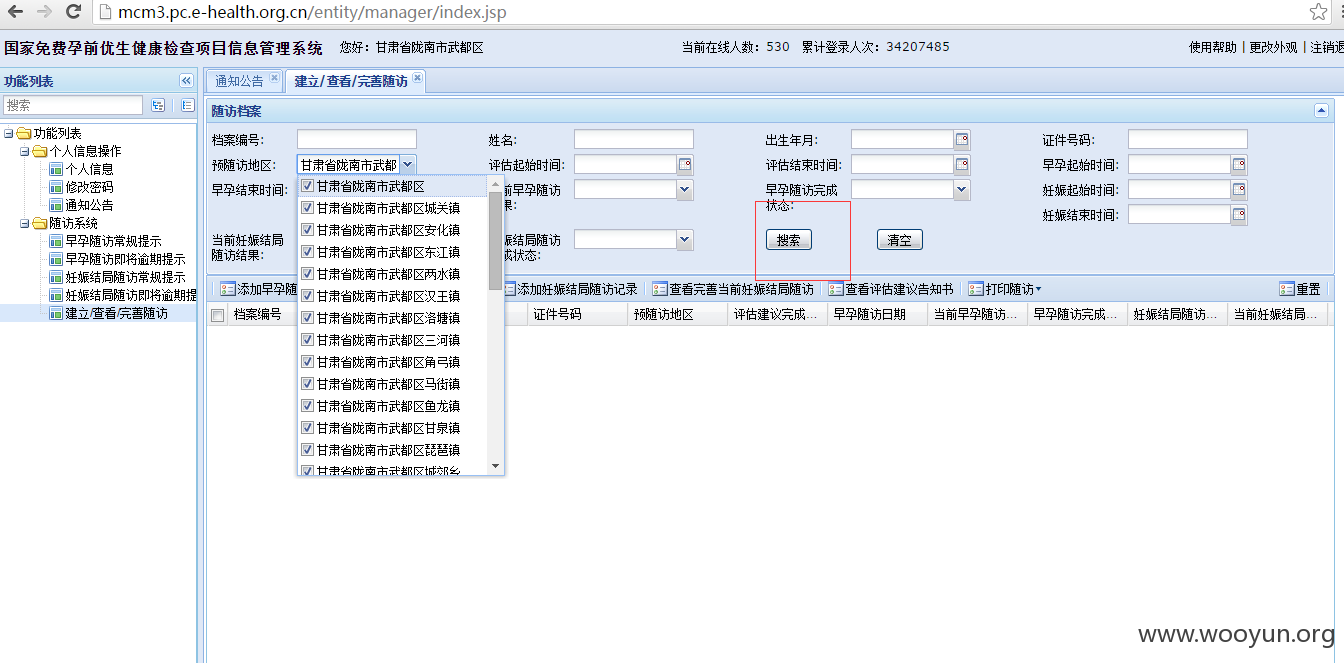 mcm3.pc.e-health.org.cn/entity/manager/index.jsp
国家免费孕前优生健康检查项目信息管理系统 您好：甘肃省陇南市武都区 当前在线人数：530 累计登录人次：34207485 使用帮助 | 更改外观 | 注销退
功能列表
搜索
功能列表
个人信息操作
个人信息
修改密码
通知公告
随访系统
早孕随访常规提示
早孕随访即将逾期提示
妊娠结局随访常规提示
妊娠结局随访即将逾期提
建立/查看/完善随访
通知公告 建立/查看/完善随访
随访档案
档案编号: 姓名: 出生年月: 证件号码:
预随访地区: 甘肃省陇南市武都 评估起始时间: 评估结束时间: 早孕起始时间:
早孕结束时间: 前早孕随访 早孕随访完成 妊娠起始时间:
果: 状态: 妊娠结束时间:
当前妊娠结局 妊娠结局随访 搜索 清空
随访结果: 成状态:
甘肃省陇南市武都区
甘肃省陇南市武都区城关镇
甘肃省陇南市武都区安化镇
甘肃省陇南市武都区东江镇
甘肃省陇南市武都区两水镇
甘肃省陇南市武都区汉王镇
甘肃省陇南市武都区洛塘镇
甘肃省陇南市武都区三河镇
甘肃省陇南市武都区角弓镇
甘肃省陇南市武都区马街镇
甘肃省陇南市武都区鱼龙镇
甘肃省陇南市武都区甘泉镇
甘肃省陇南市武都区琵琶镇
甘肃省陇南市武都区城郊乡
添加早孕随 添加妊娠结局随访记录 查看完善当前妊娠结局随访 查看评估建议告知书 打印随访 重置
档案编号 证件号码 预随访地区 评估建议完成... 早孕随访日期 当前早孕随访... 早孕随访完成... 妊娠结局随访... 当前妊娠结局...
www.wooyun.org